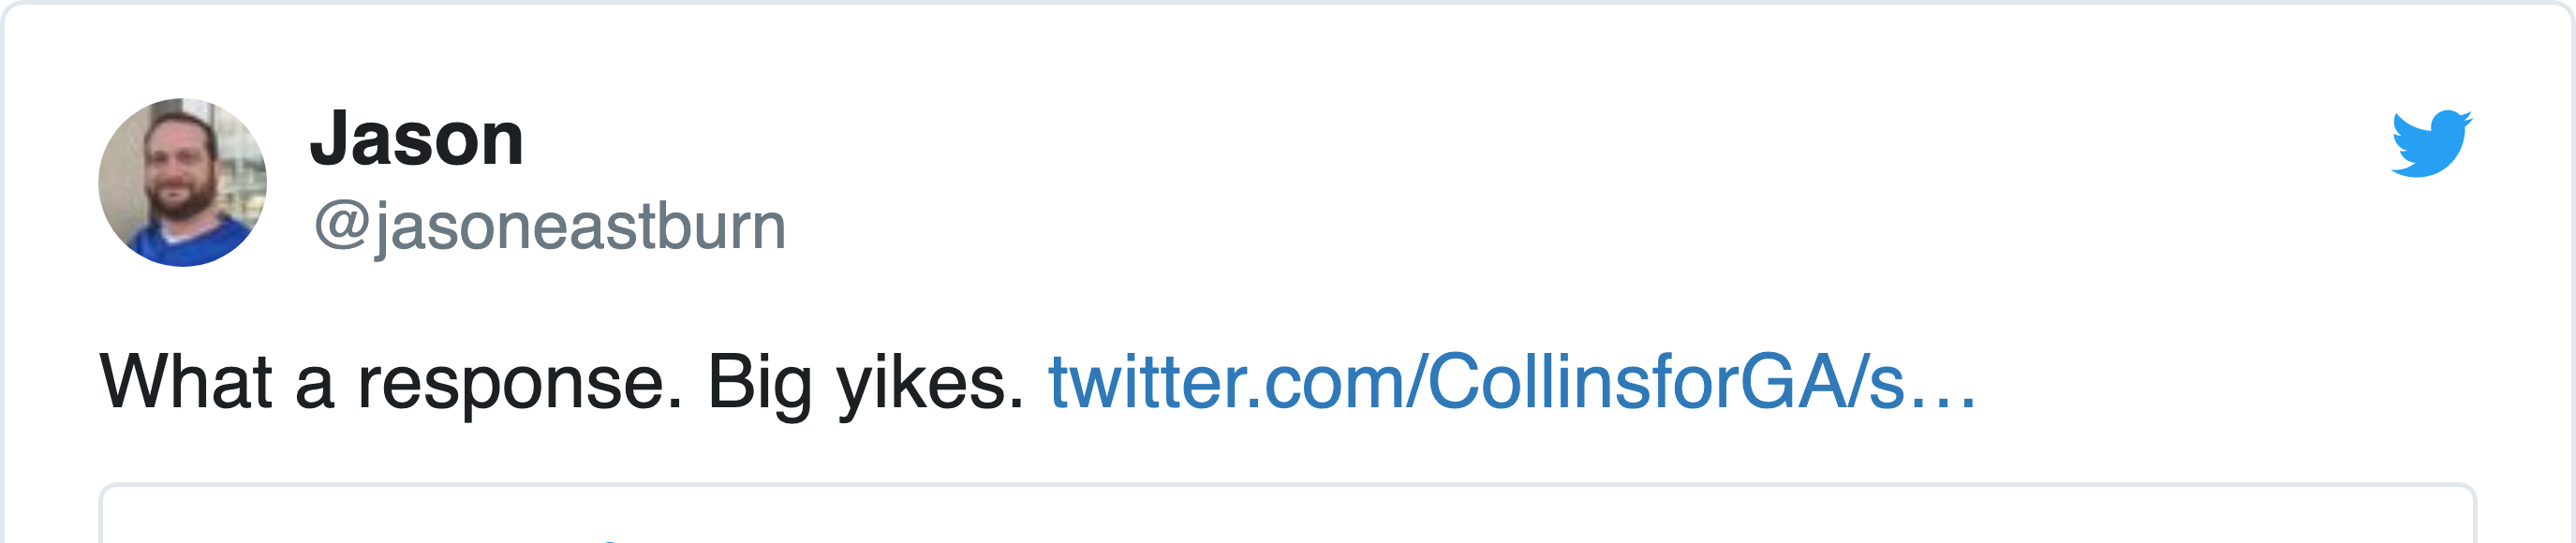 Jason
@jasoneastburn
What a response. Big yikes. twitter.com/CollinsforGA/s…